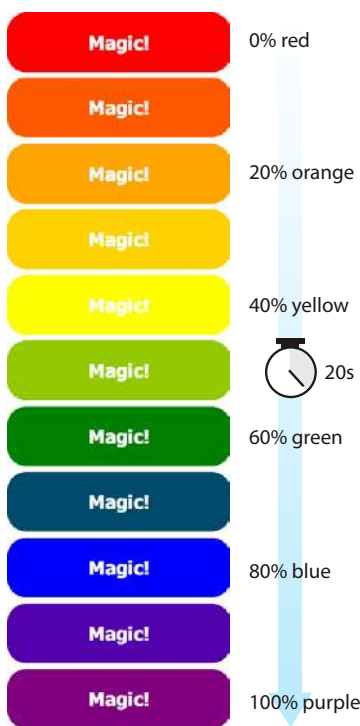 Magic! 0% red
Magic!
Magic! 20% orange
Magic!
Magic! 40% yellow
Magic! 20s
Magic! 60% green
Magic!
Magic! 80% blue
Magic!
Magic! 100% purple